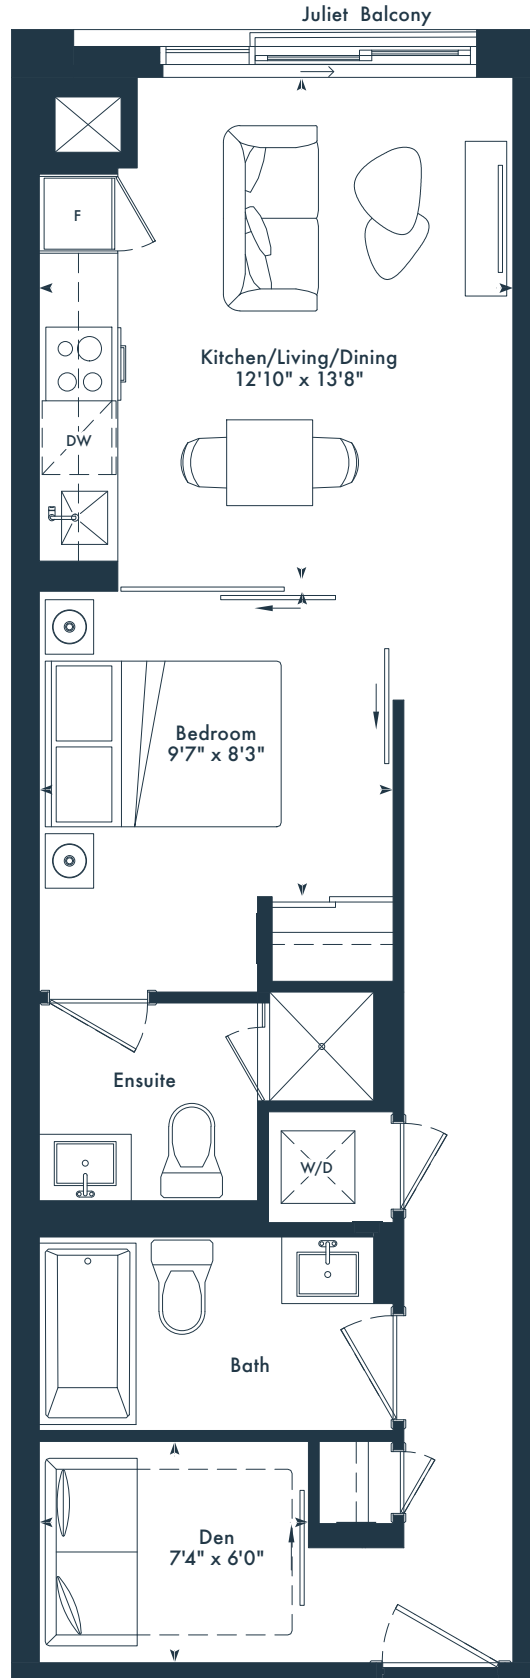 Juliet Balcony
F
Kitchen/Living/Dining
12'10" x 13'8"
DW
Bedroom
9'7" x 8'3"
Ensuite
W/D
Bath
Den
7'4" x 6'0"